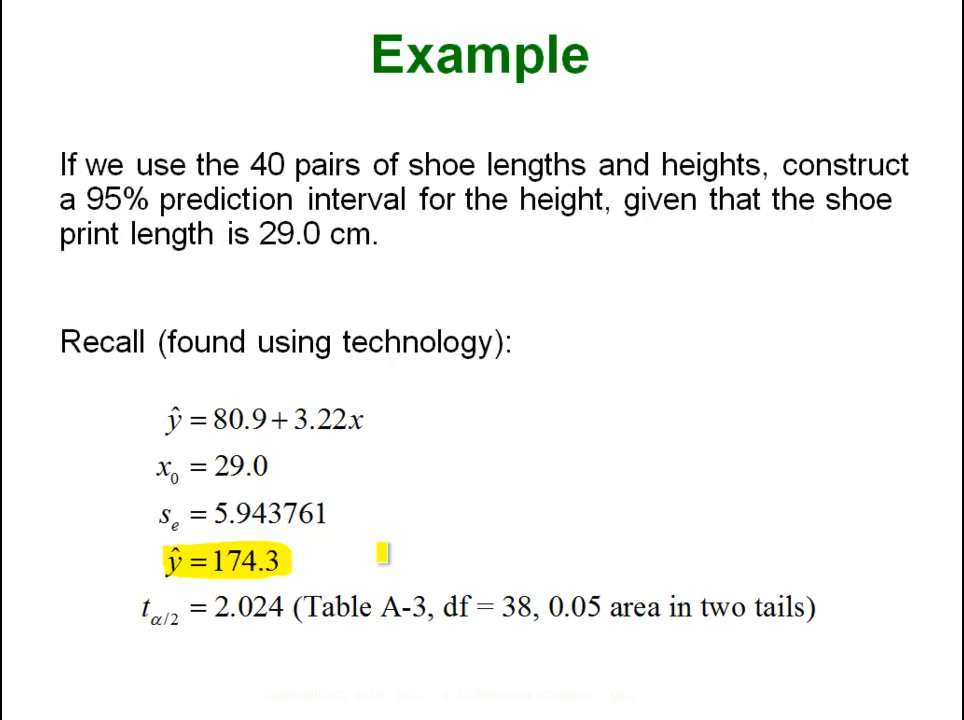 Example
If we use the 40 pairs of shoe lengths and heights, construct
a 95% prediction interval for the height, given that the shoe
print length is 29.0 cm.
Recall (found using technology):
ŷ = 80.9 + 3.22x
x₀ = 29.0
sₑ = 5.943761
ŷ = 174.3
t_α/2 = 2.024 (Table A-3, df = 38, 0.05 area in two tails)